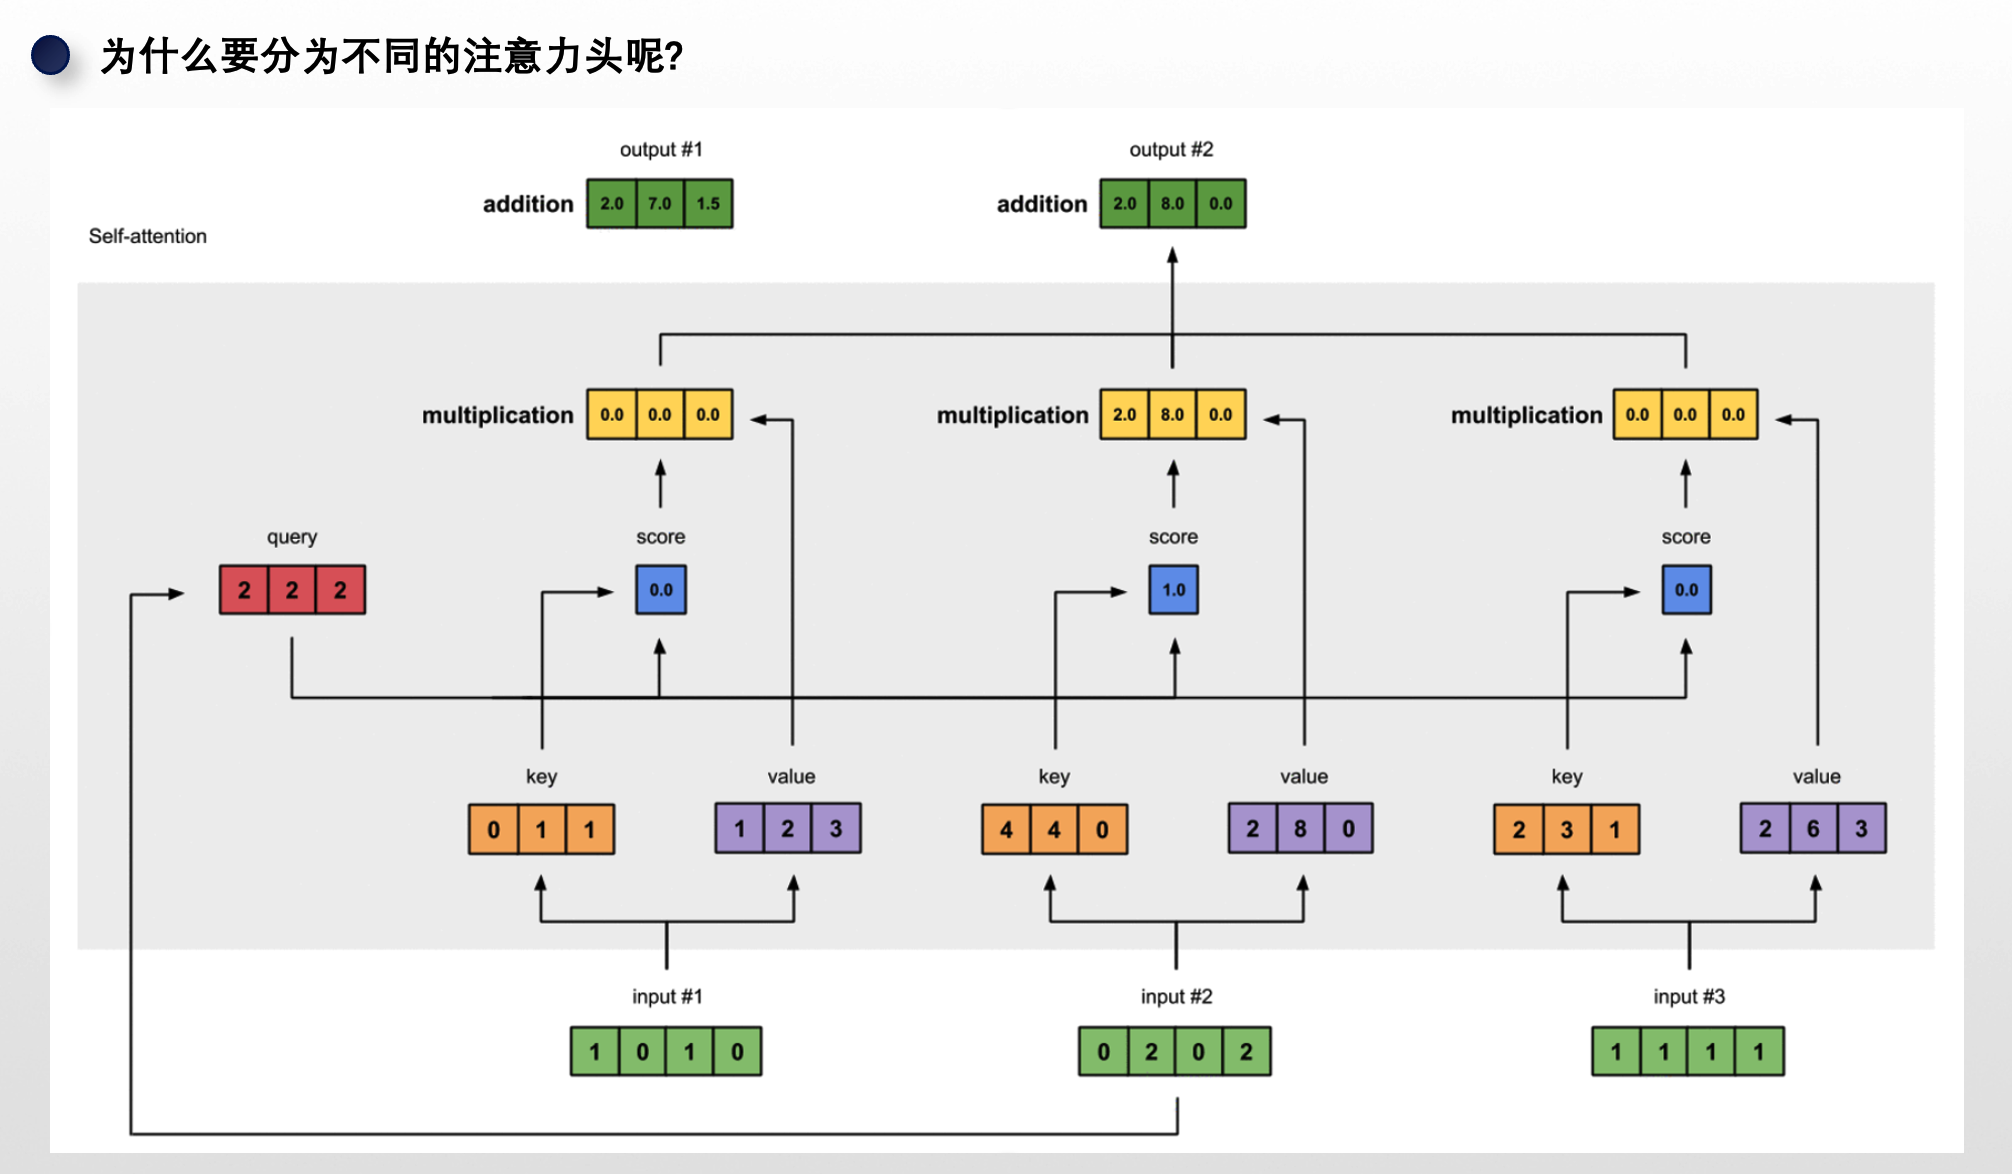 为什么要分为不同的注意力头呢?
output #1
output #2
addition 2.0 7.0 1.5
addition 2.0 8.0 0.0
Self-attention
multiplication 0.0 0.0 0.0
multiplication 2.0 8.0 0.0
multiplication 0.0 0.0 0.0
query
score
score
score
2 2 2
0.0
1.0
0.0
key
value
key
value
key
value
0 1 1
1 2 3
4 4 0
2 8 0
2 3 1
2 6 3
input #1
input #2
input #3
1 0 1 0
0 2 0 2
1 1 1 1